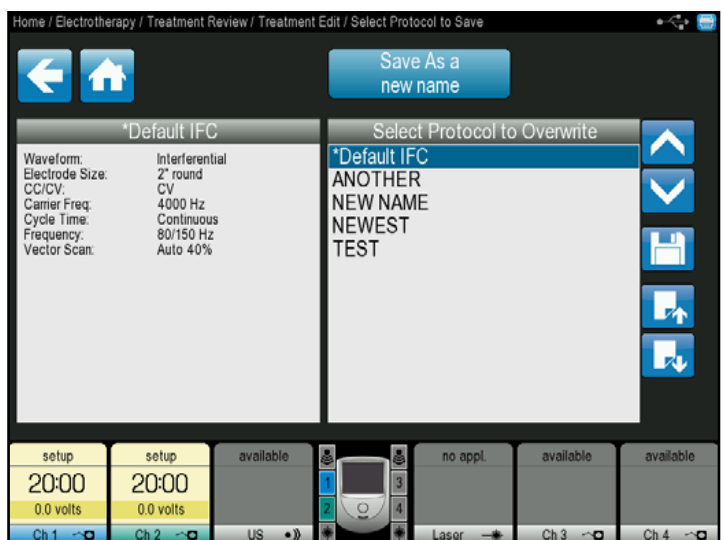 Home / Electrotherapy / Treatment Review / Treatment Edit / Select Protocol to Save
Save As a
new name
*Default IFC
Waveform: Interferential
Electrode Size: 2" round
CC/CV: CV
Carrier Freq: 4000 Hz
Cycle Time: Continuous
Frequency: 80/150 Hz
Vector Scan: Auto 40%
Select Protocol to Overwrite
*Default IFC
ANOTHER
NEW NAME
NEWEST
TEST
setup setup available no appl. available available
1 3
20:00 20:00
2 4
0.0 volts 0.0 volts
Ch 1 Ch 2 US Laser Ch 3 Ch 4